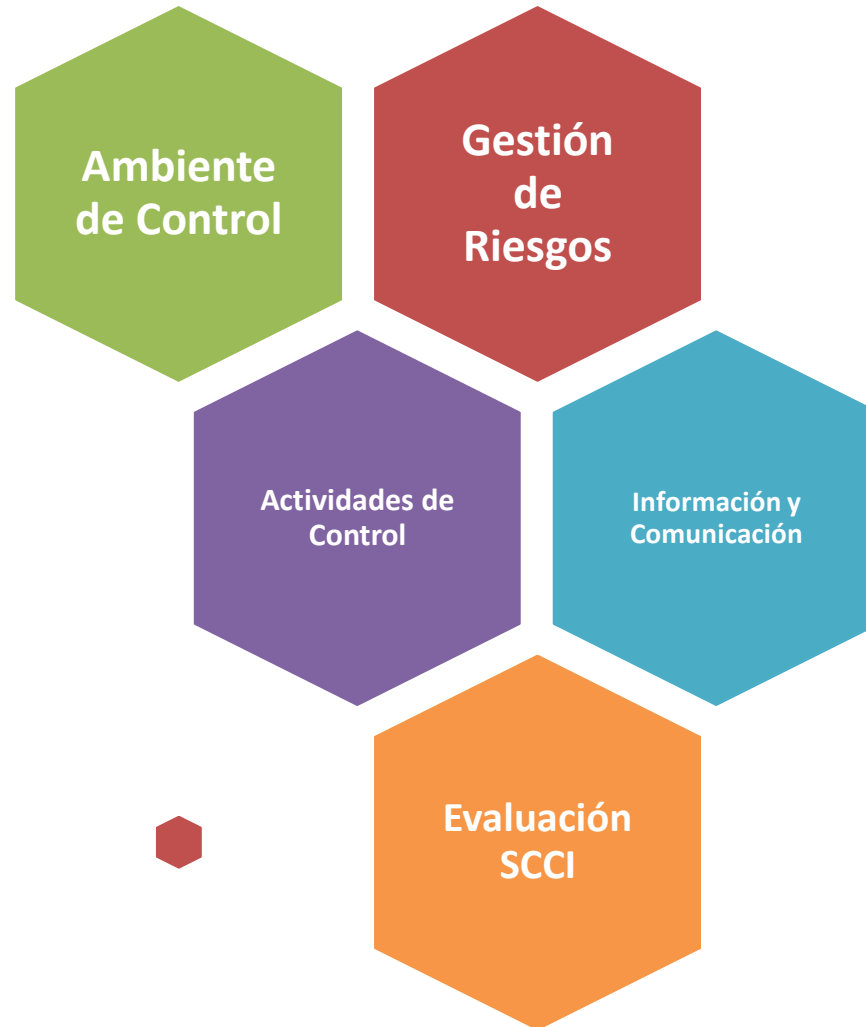 Ambiente
de Control
Gestión
de
Riesgos
Actividades de
Control
Información y
Comunicación
Evaluación
SCCI